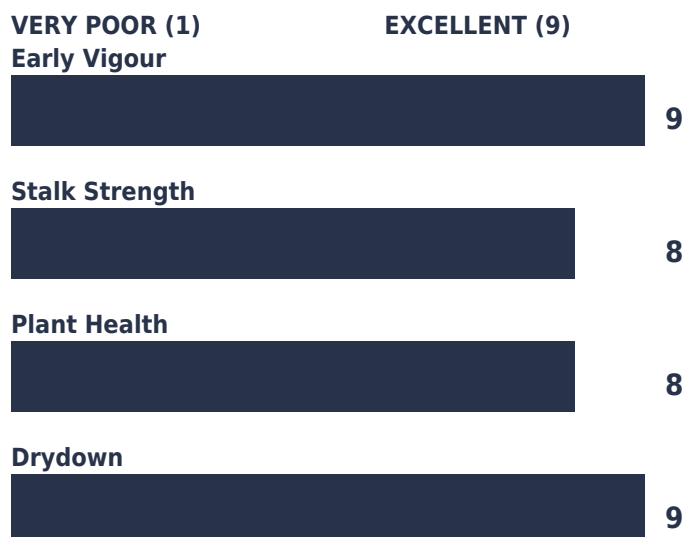 VERY POOR (1) EXCELLENT (9)
Early Vigour
9
Stalk Strength
8
Plant Health
8
Drydown
9